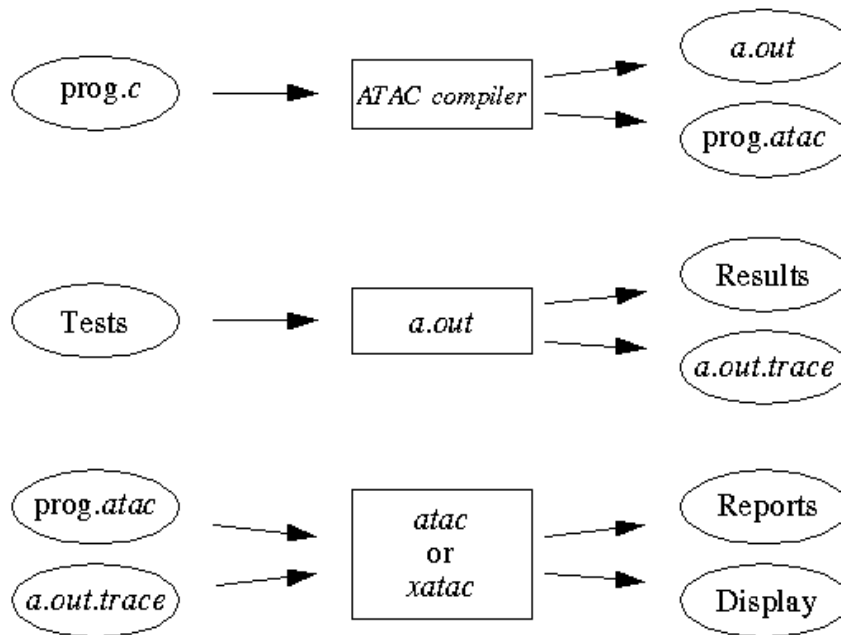 a.out
prog.c
ATAC compiler
prog.atac
Results
Tests
a.out
a.out.trace
prog.atac
atac
or
xatac
Reports
a.out.trace
Display